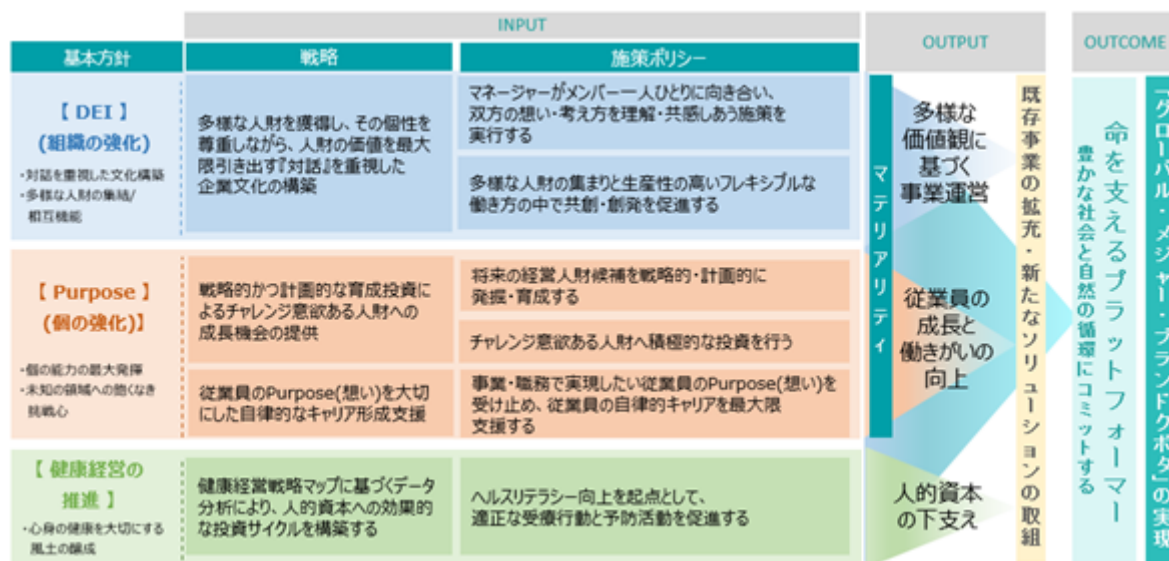 INPUT
OUTPUT
OUTCOME
基本方針
戦略
施策ポリシー
【 DEI 】
(組織の強化)
・対話を重視した文化構築
・多様な人財の集結/
相互機能
多様な人財を獲得し、その個性を
尊重しながら、人財の価値を最大
限引き出す『対話』を重視した
企業文化の構築
マネージャーがメンバー一人ひとりに向き合い、
双方の想い・考え方を理解・共感しあう施策を
実行する
多様な人財の集まりと生産性の高いフレキシブルな
働き方の中で共創・創発を促進する
【 Purpose 】
(個の強化)】
・個の能力の最大発揮
・未知の領域への飽くなき
挑戦心
戦略的かつ計画的な育成投資に
よるチャレンジ意欲ある人財への
成長機会の提供
従業員のPurpose(想い)を大切
にした自律的なキャリア形成支援
将来の経営人財候補を戦略的・計画的に
発掘・育成する
チャレンジ意欲ある人財へ積極的な投資を行う
事業・職務で実現したい従業員のPurpose(想い)を
受け止め、従業員の自律的キャリアを最大限
支援する
【 健康経営の
推進 】
・心身の健康を大切にする
風土の醸成
健康経営戦略マップに基づくデータ
分析により、人的資本への効果的
な投資サイクルを構築する
ヘルスリテラシー向上を起点として、
適正な受療行動と予防活動を促進する
マテリアリティ
多様な
価値観に
基づく
事業運営
従業員の
成長と
働きがいの
向上
人的資本
の下支え
既存事業の拡充・新たなソリューションの取組
命を支えるプラットフォーマー
豊かな社会と自然の循環にコミットする
「グローバル・メジャー・ブランドクボタ」の実現